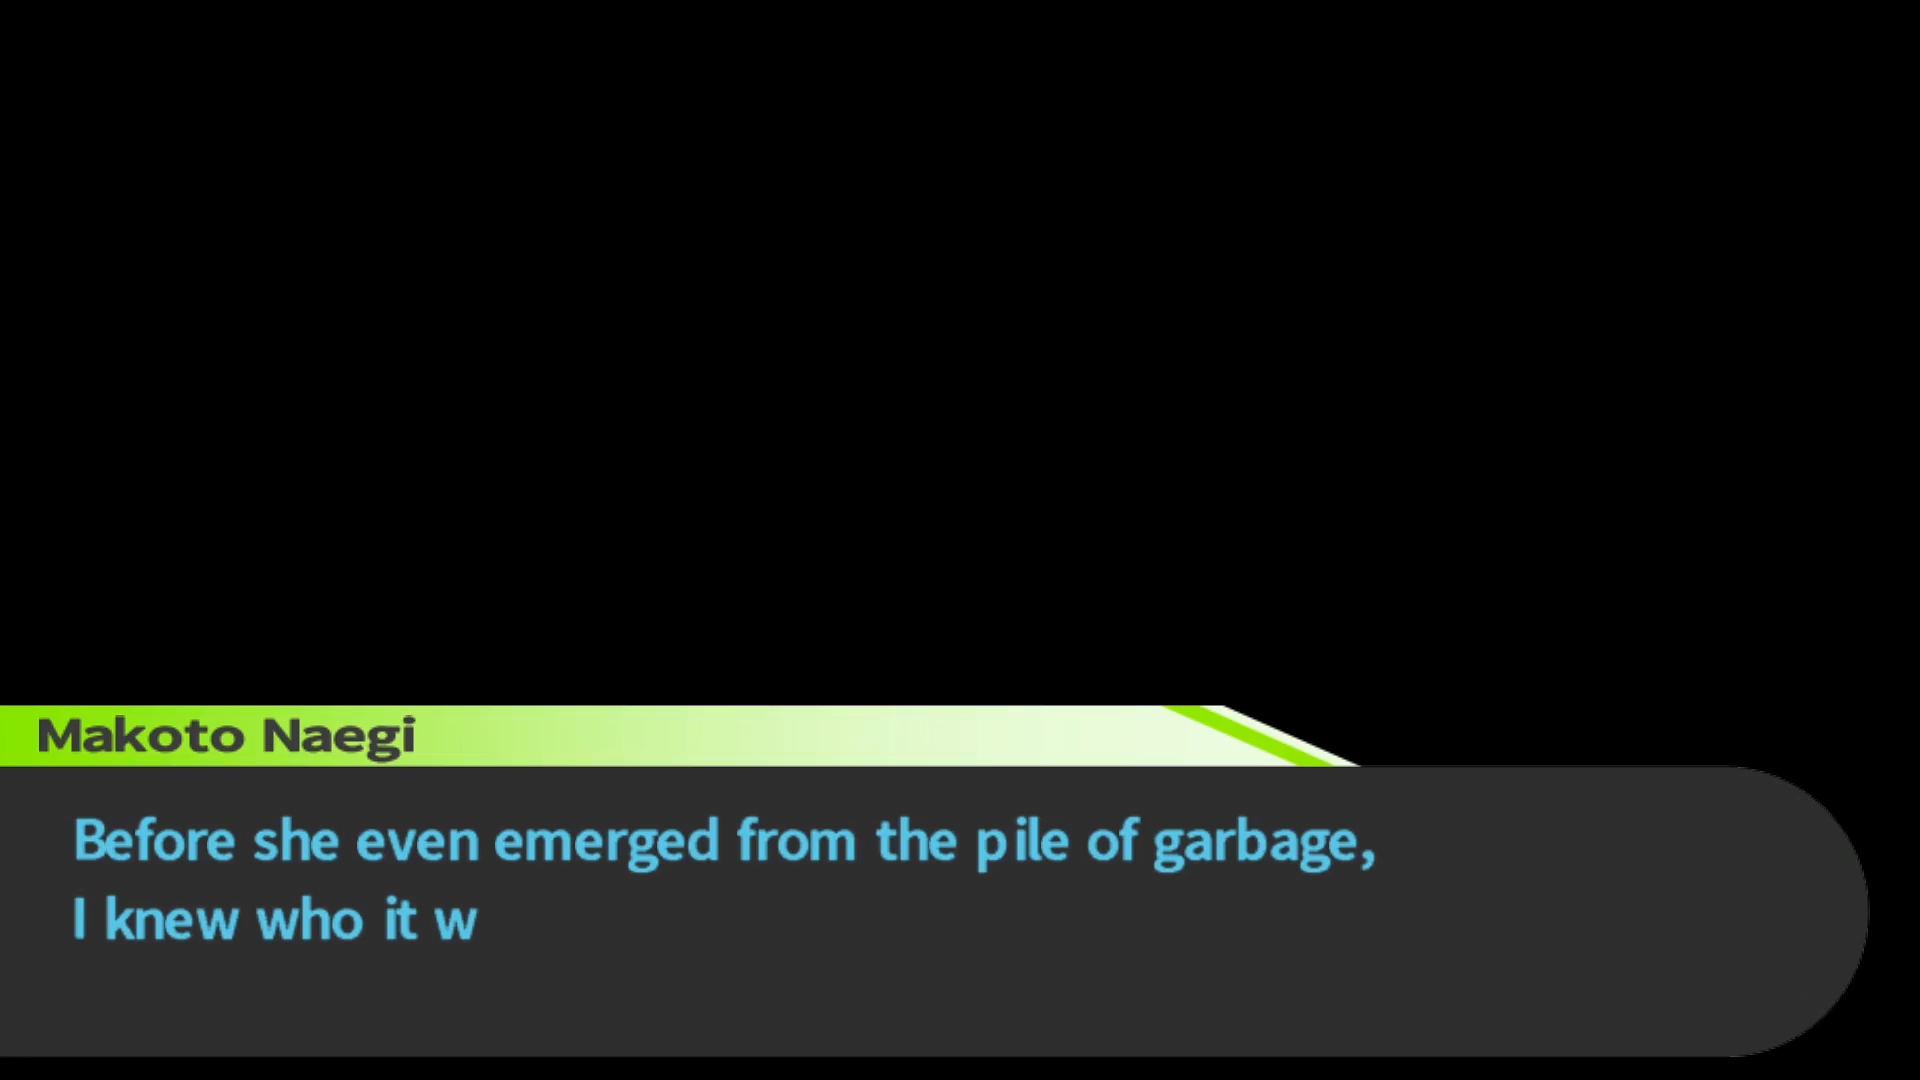 Makoto Naegi
Before she even emerged from the pile of garbage,
I knew who it w